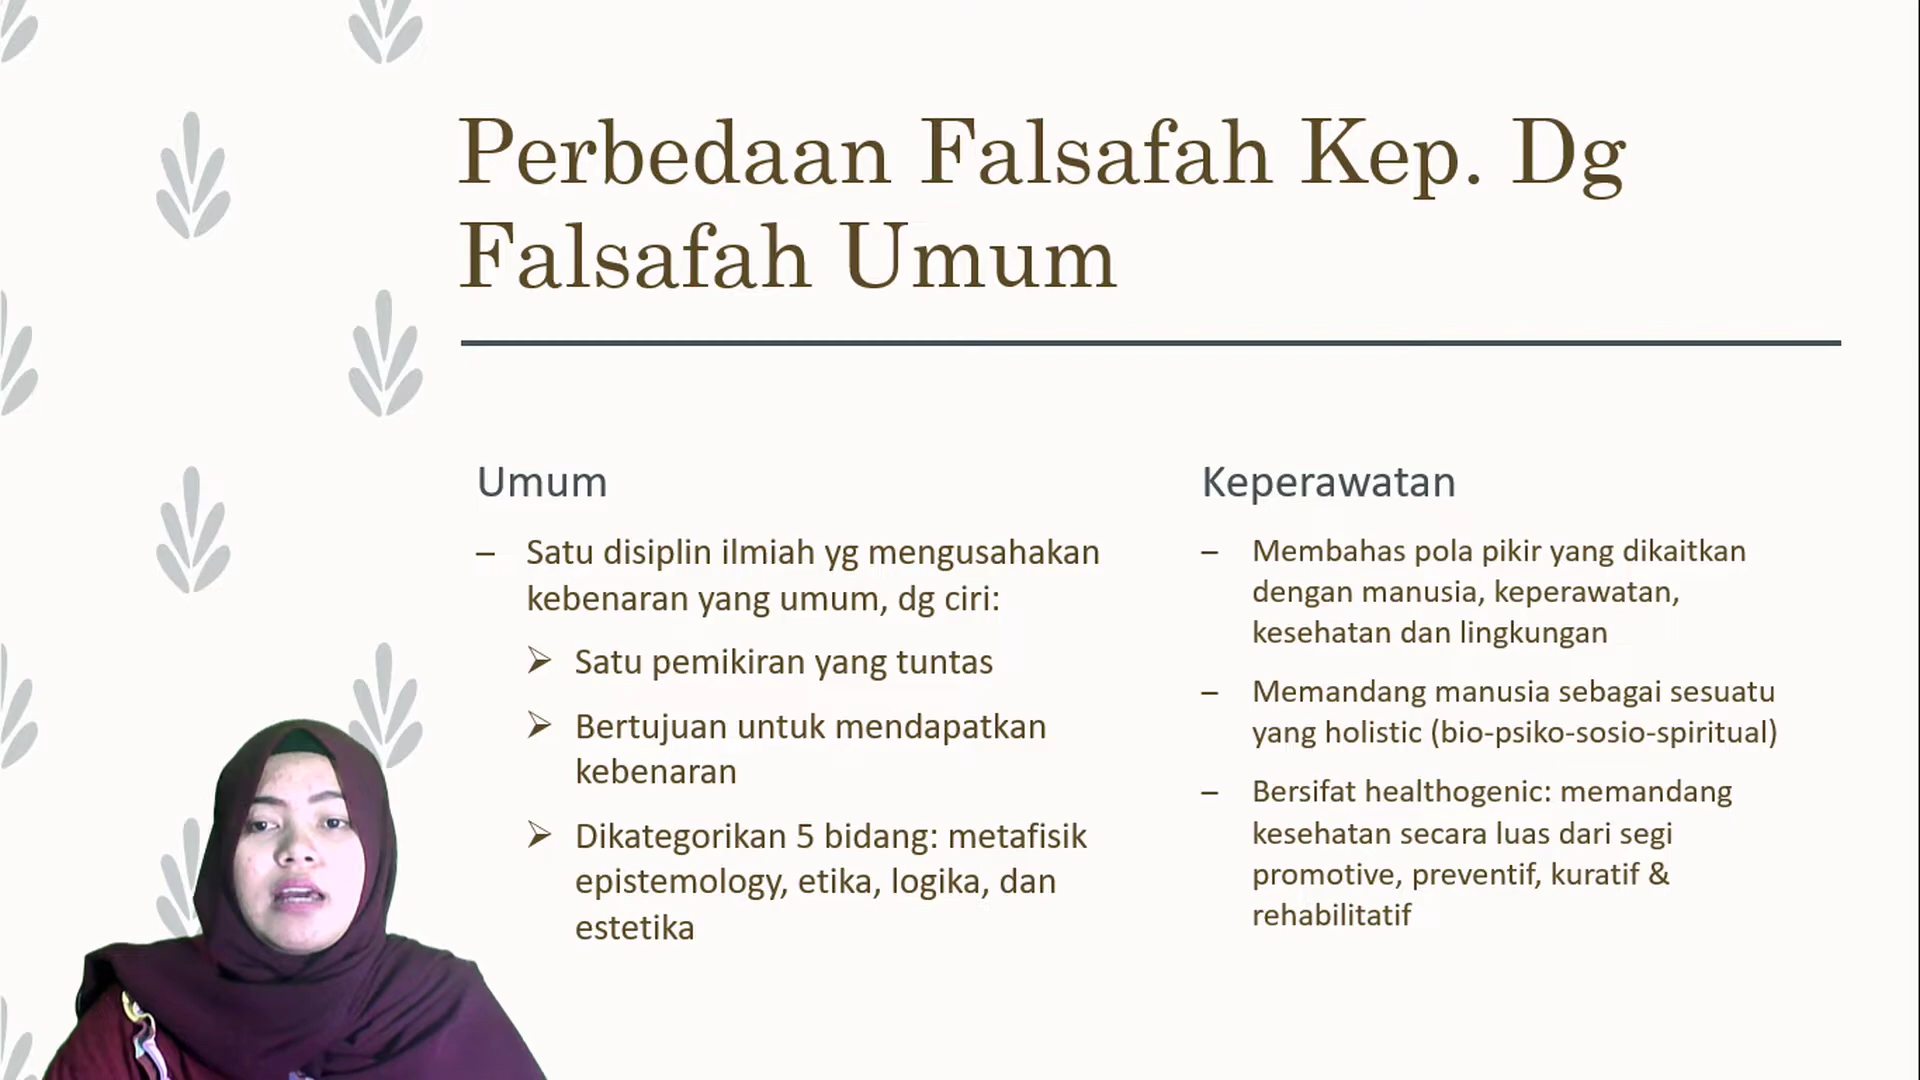 Perbedaan Falsafah Kep. Dg
Falsafah Umum
Umum
– Satu disiplin ilmiah yg mengusahakan
kebenaran yang umum, dg ciri:
➢ Satu pemikiran yang tuntas
➢ Bertujuan untuk mendapatkan
kebenaran
➢ Dikategorikan 5 bidang: metafisik
epistemology, etika, logika, dan
estetika
Keperawatan
– Membahas pola pikir yang dikaitkan
dengan manusia, keperawatan,
kesehatan dan lingkungan
– Memandang manusia sebagai sesuatu
yang holistic (bio-psiko-sosio-spiritual)
– Bersifat healthogenic: memandang
kesehatan secara luas dari segi
promotive, preventif, kuratif &
rehabilitatif